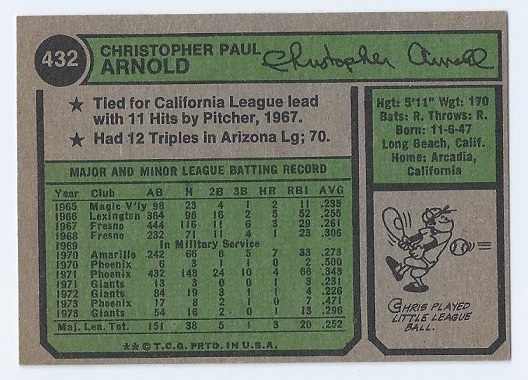 432
CHRISTOPHER PAUL
ARNOLD
Christopher Arnold
★ Tied for California League lead
with 11 Hits by Pitcher, 1967.
★ Had 12 Triples in Arizona Lg; 70.
Hgt: 5'11" Wgt: 170
Bats: R. Throws: R.
Born: 11-6-47
Long Beach, Calif.
Home: Arcadia,
California
MAJOR AND MINOR LEAGUE BATTING RECORD
Year Club AB H 2B 3B HR RBI AVG
1965 Magic V'ly 98 23 4 1 2 11 .235
1966 Lexington 384 98 16 2 5 52 .255
1967 Fresno 444 116 11 6 3 29 .261
1968 Fresno 232 71 11 4 1 23 .306
1969 In Military Service
1970 Amarillo 242 66 6 5 7 33 .273
1970 Phoenix 6 3 1 0 1 2 .500
1971 Phoenix 432 148 24 10 4 66 .343
1971 Giants 13 3 0 0 1 3 .231
1972 Giants 84 19 3 1 1 4 .226
1973 Phoenix 17 8 2 1 0 7 .471
1973 Giants 54 16 2 0 1 13 .296
Maj. Lea. Tot. 151 38 5 1 3 20 .252
** © T.C.G. PRTD. IN U.S.A.
CHRIS PLAYED
LITTLE LEAGUE
BALL.